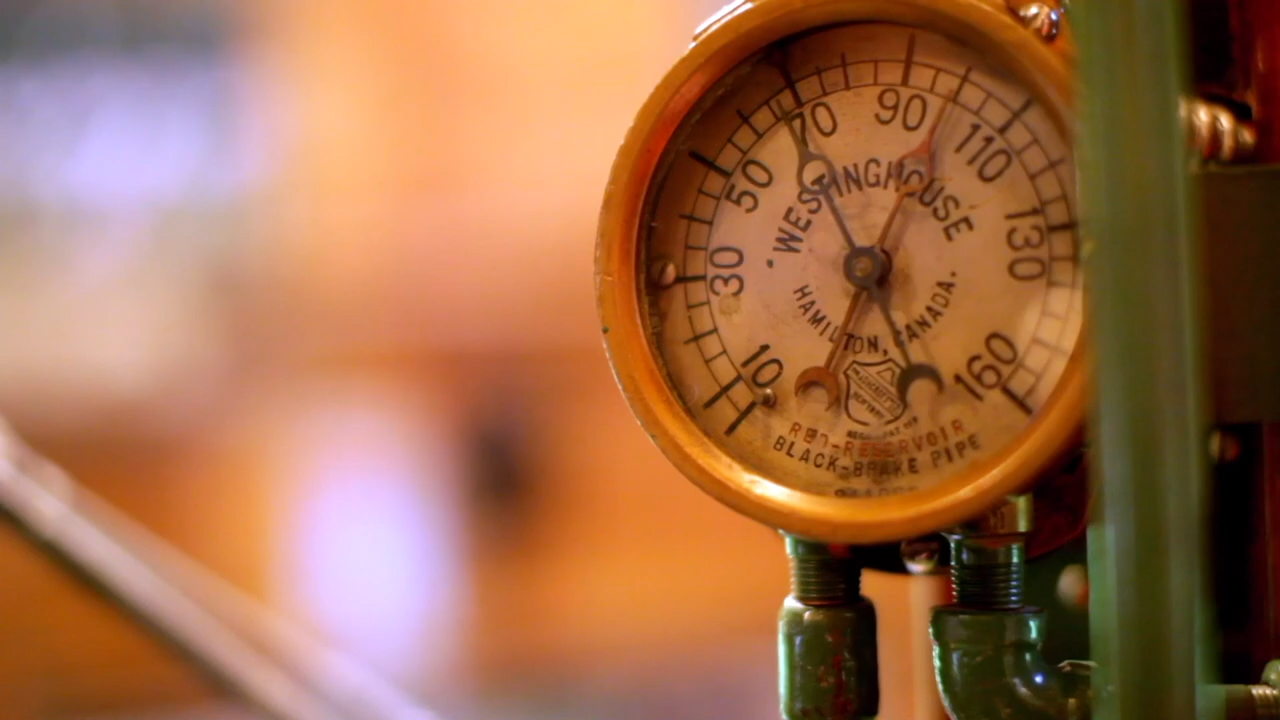 10 30 50 70 90 110 130 160
WESTINGHOUSE
HAMILTON, CANADA.
RED-RESERVOIR
BLACK-BRAKE PIPE